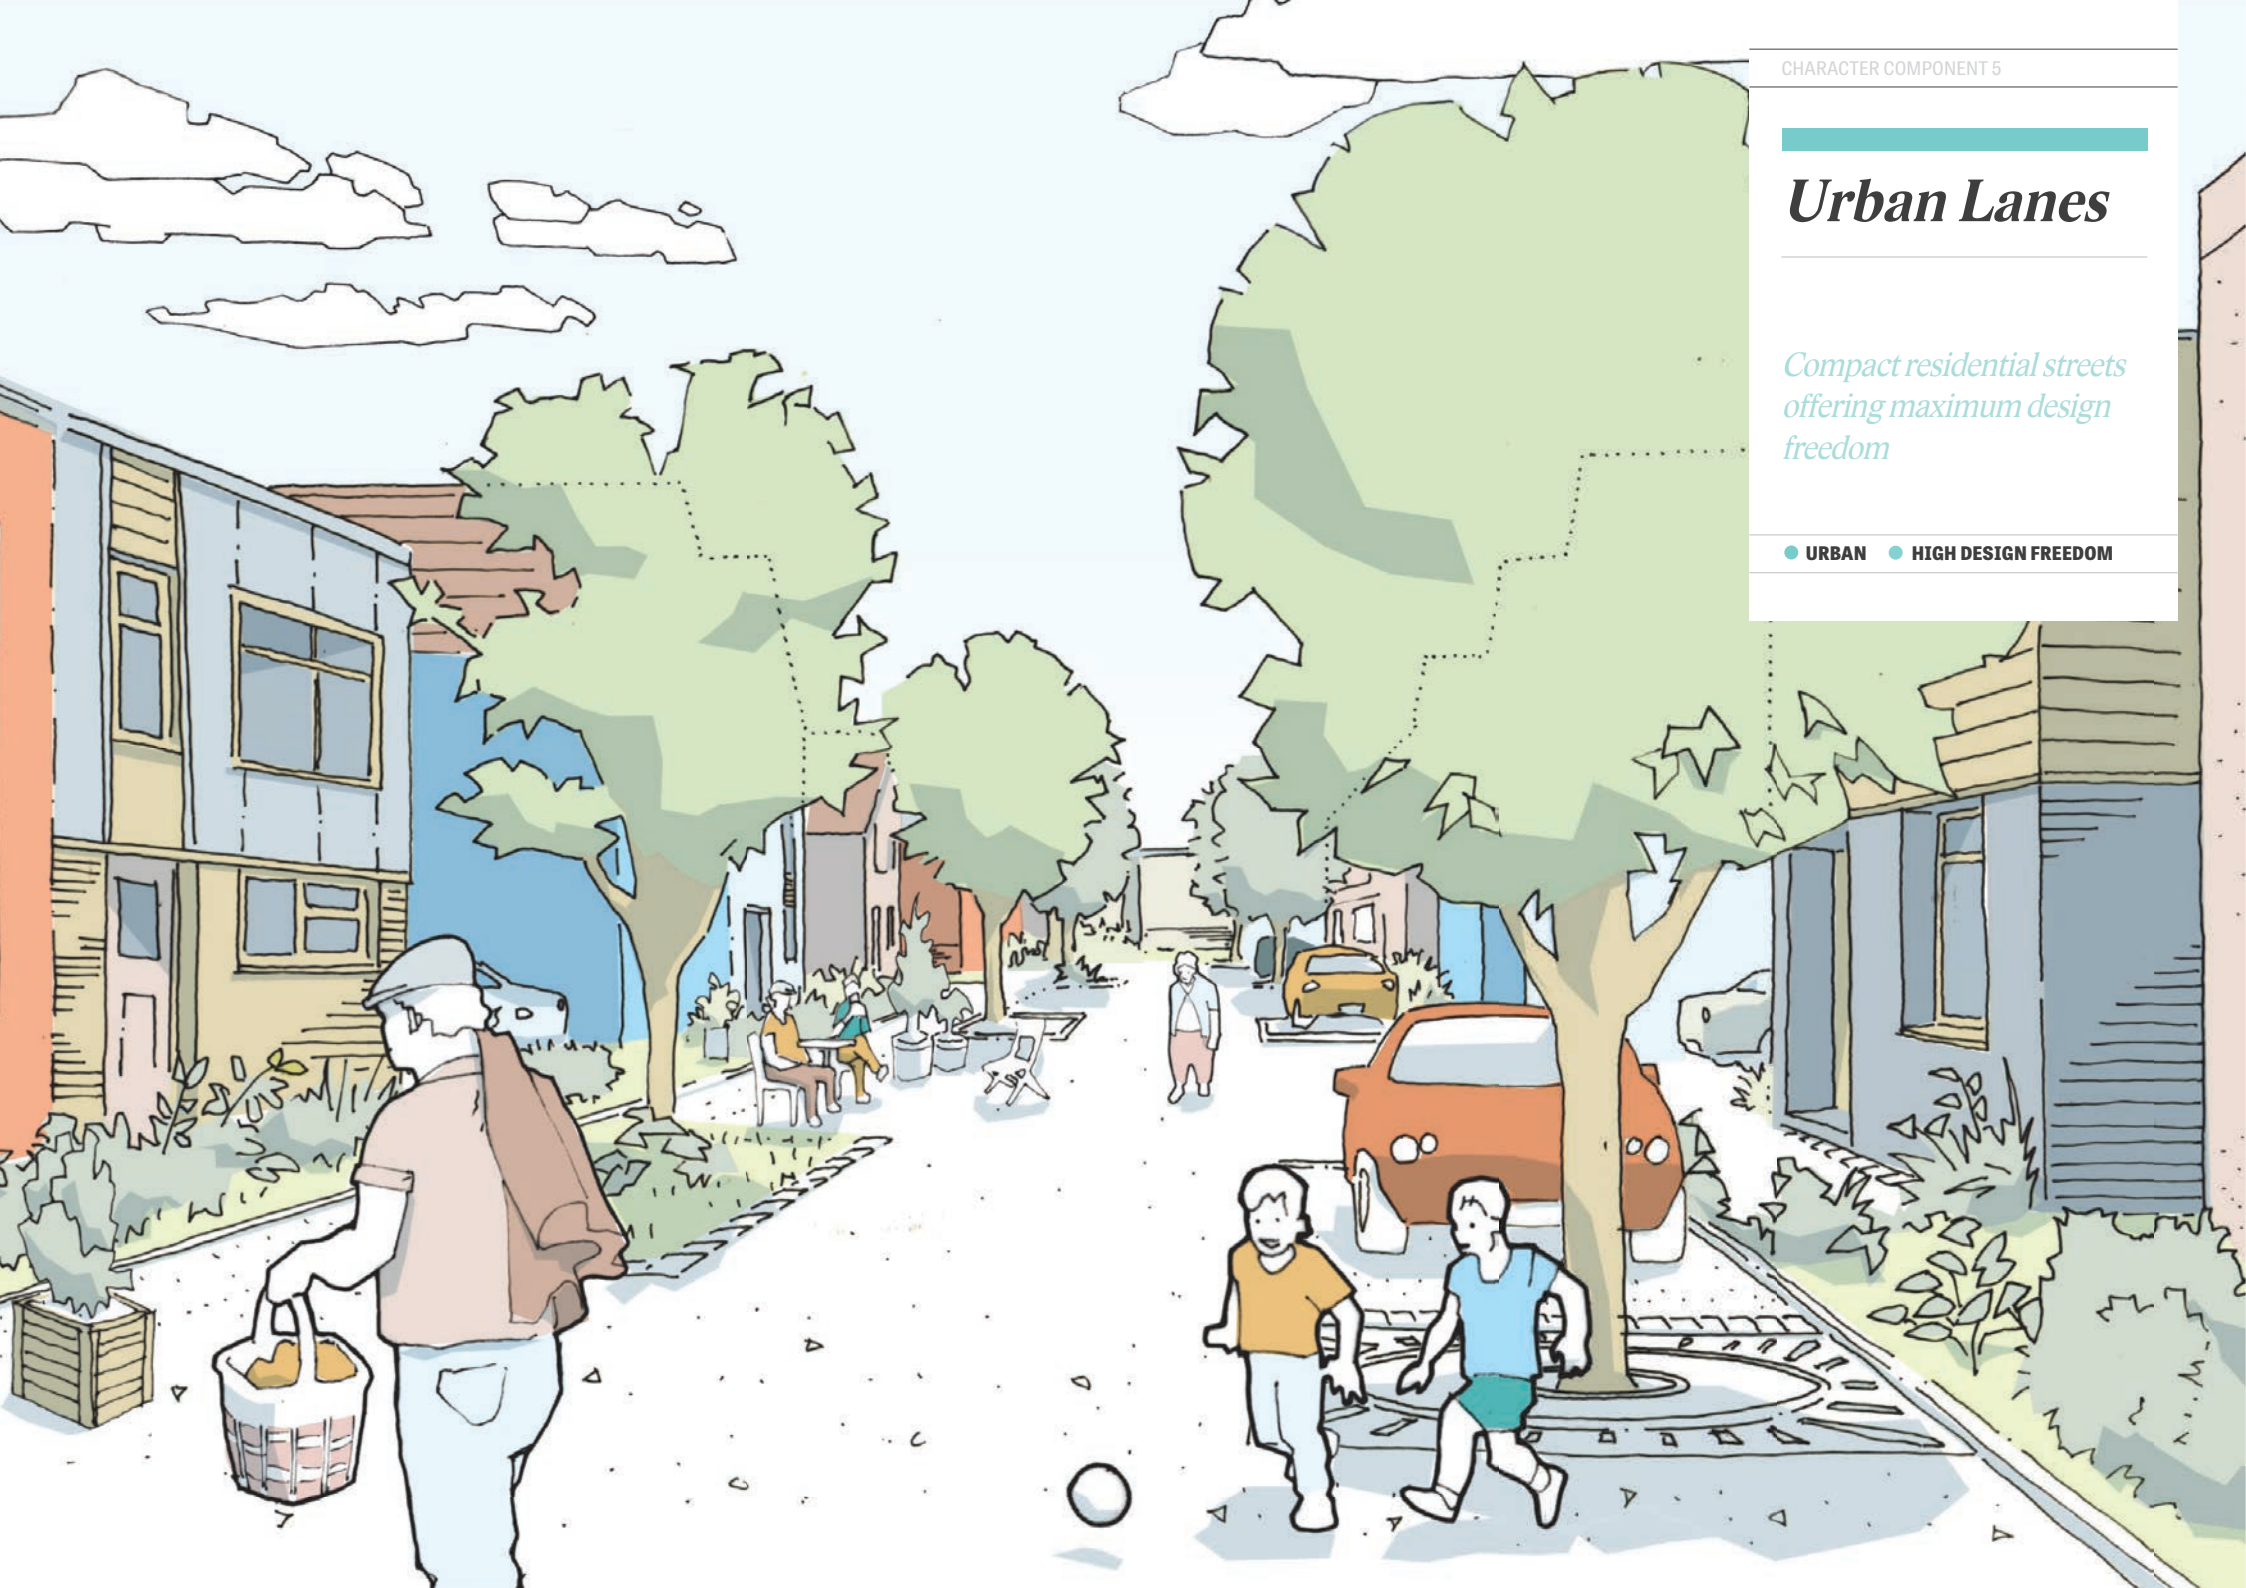 CHARACTER COMPONENT 5
Urban Lanes
Compact residential streets
offering maximum design
freedom
URBAN HIGH DESIGN FREEDOM